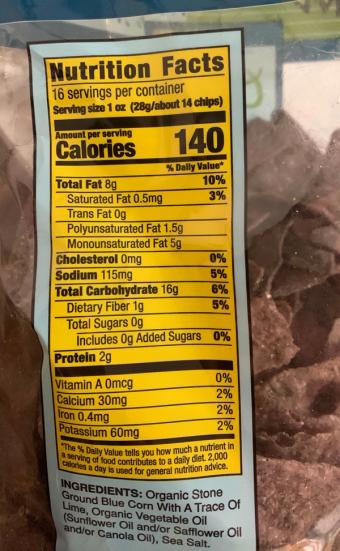 Nutrition Facts
16 servings per container
Serving size 1 oz (28g/about 14 chips)
Amount per serving
Calories 140
% Daily Value*
Total Fat 8g 10%
Saturated Fat 0.5mg 3%
Trans Fat 0g
Polyunsaturated Fat 1.5g
Monounsaturated Fat 5g
Cholesterol 0mg 0%
Sodium 115mg 5%
Total Carbohydrate 16g 6%
Dietary Fiber 1g 5%
Total Sugars 0g
Includes 0g Added Sugars 0%
Protein 2g
Vitamin A 0mcg 0%
Calcium 30mg 2%
Iron 0.4mg 2%
Potassium 60mg 2%
*The % Daily Value tells you how much a nutrient in
a serving of food contributes to a daily diet. 2,000
calories a day is used for general nutrition advice.
INGREDIENTS: Organic Stone
Ground Blue Corn With A Trace Of
Lime, Organic Vegetable Oil
(Sunflower Oil and/or Safflower Oil
and/or Canola Oil), Sea Salt.